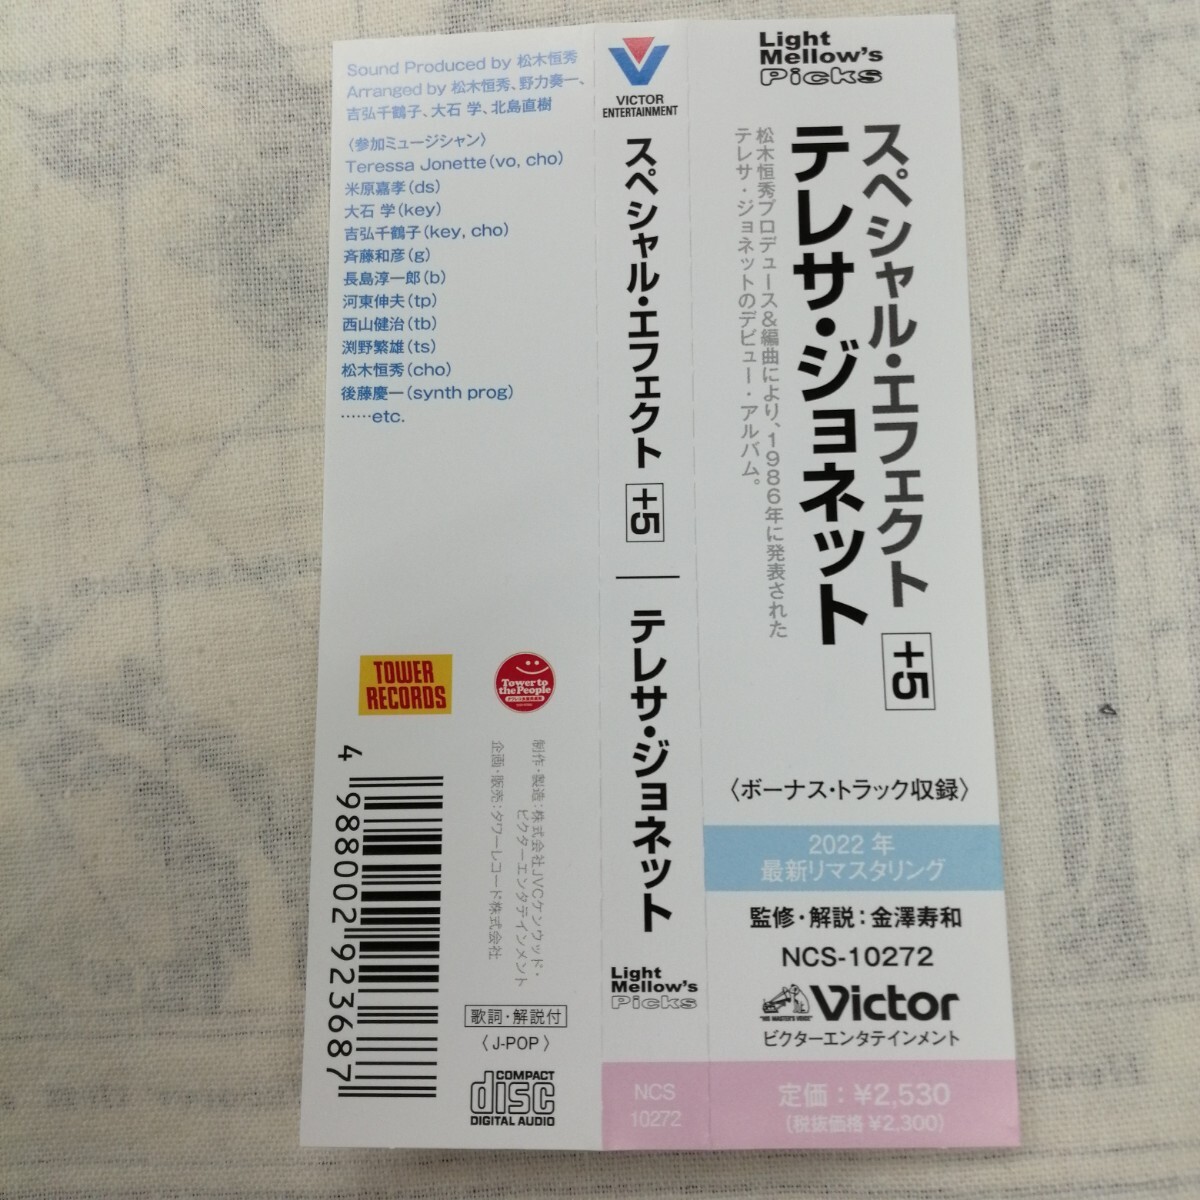 Sound Produced by 松木恒秀
Arranged by 松木恒秀、野力奏一、
吉弘千鶴子、大石 学、北島直樹
〈参加ミュージシャン〉
Teressa Jonette(vo, cho)
米原嘉孝(ds)
大石 学(key)
吉弘千鶴子(key, cho)
斉藤和彦(g)
長島淳一郎(b)
河東伸夫(tp)
西山健治(tb)
渕野繁雄(ts)
松木恒秀(cho)
後藤慶一(synth prog)
……etc.
TOWER
RECORDS
Tower to
the People
制作・製造：株式会社JVCケンウッド・
ビクターエンタテインメント
企画・販売：タワーレコード株式会社
4 988002 923687
歌詞・解説付
〈J-POP〉
COMPACT
disc
DIGITAL AUDIO
VICTOR
ENTERTAINMENT
スペシャル・エフェクト +5
テレサ・ジョネット
Light
Mellow's
Picks
NCS
10272
Light
Mellow's
Picks
スペシャル・エフェクト +5
テレサ・ジョネット
松木恒秀プロデュース&編曲により、1986年に発表された
テレサ・ジョネットのデビュー・アルバム。
〈ボーナス・トラック収録〉
2022 年
最新リマスタリング
監修・解説：金澤寿和
NCS-10272
"HIS MASTER'S VOICE"
Victor
ビクターエンタテインメント
定価：¥2,530
(税抜価格 ¥2,300)